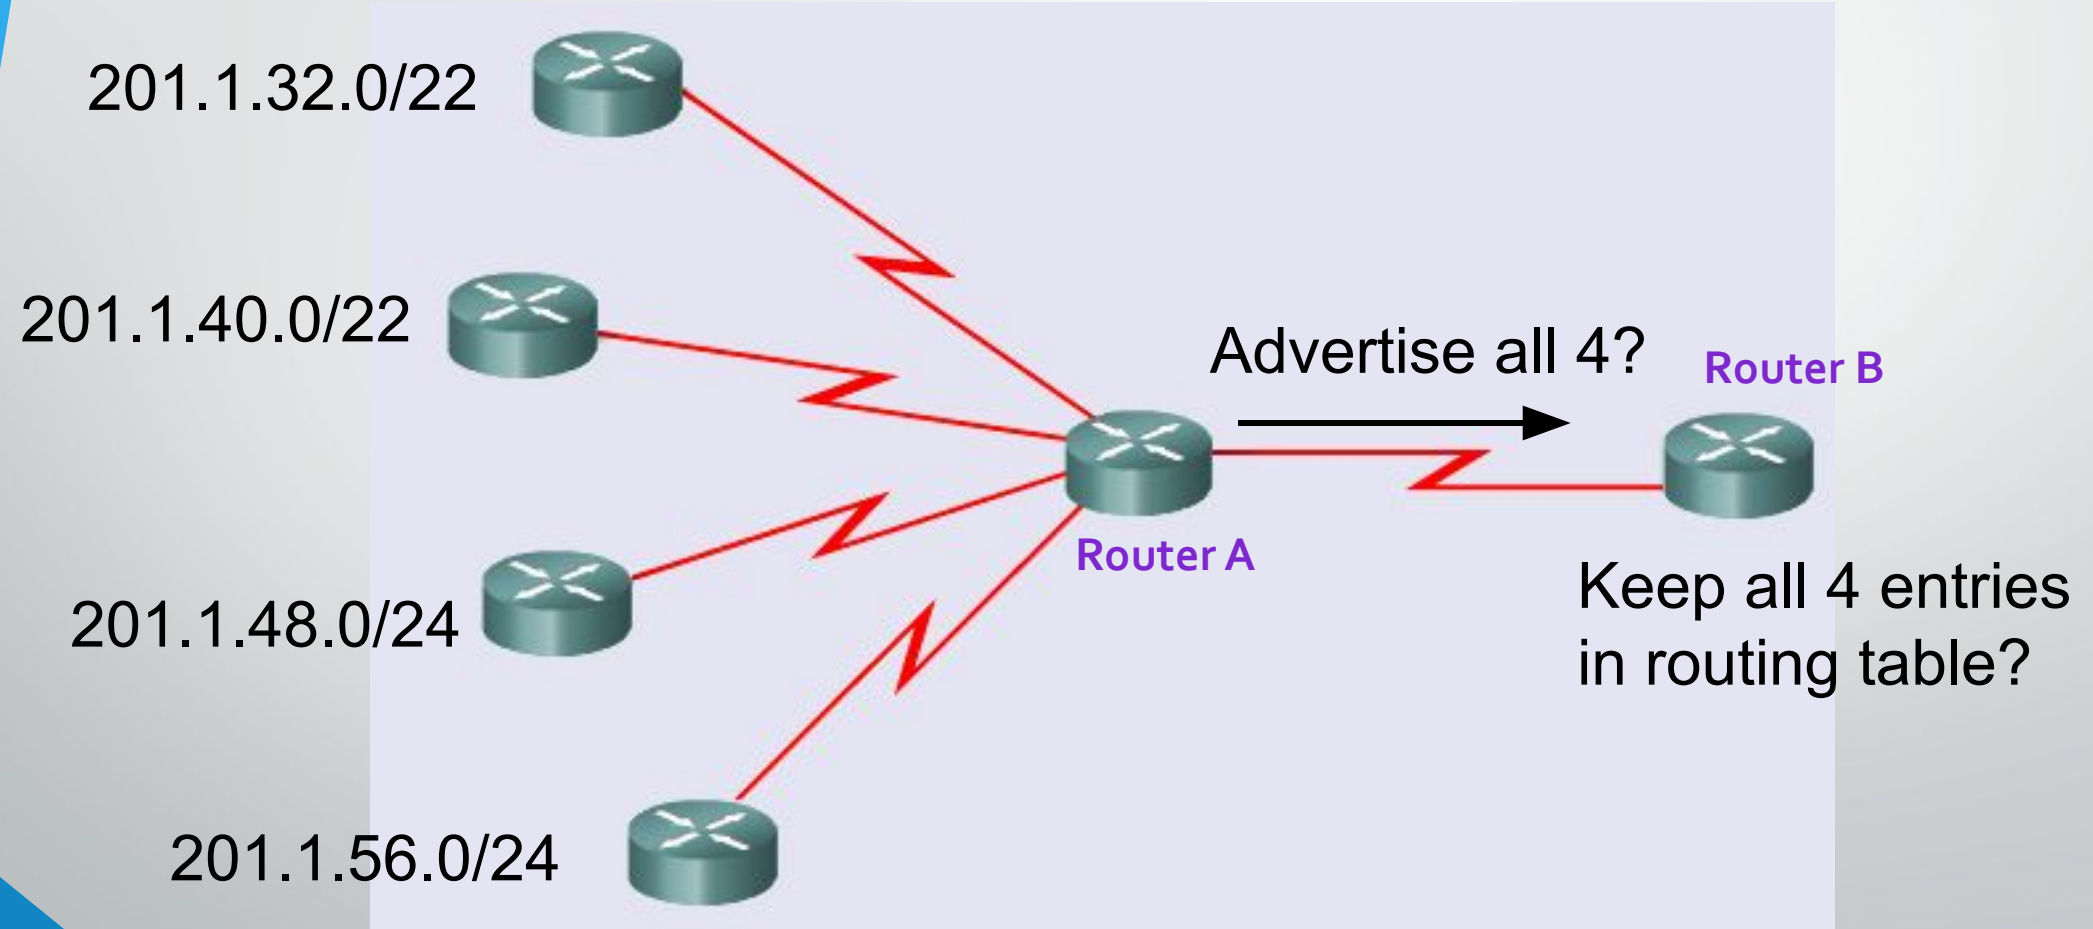 201.1.32.0/22
201.1.40.0/22
Advertise all 4?
Router B
Router A
201.1.48.0/24
Keep all 4 entries
in routing table?
201.1.56.0/24